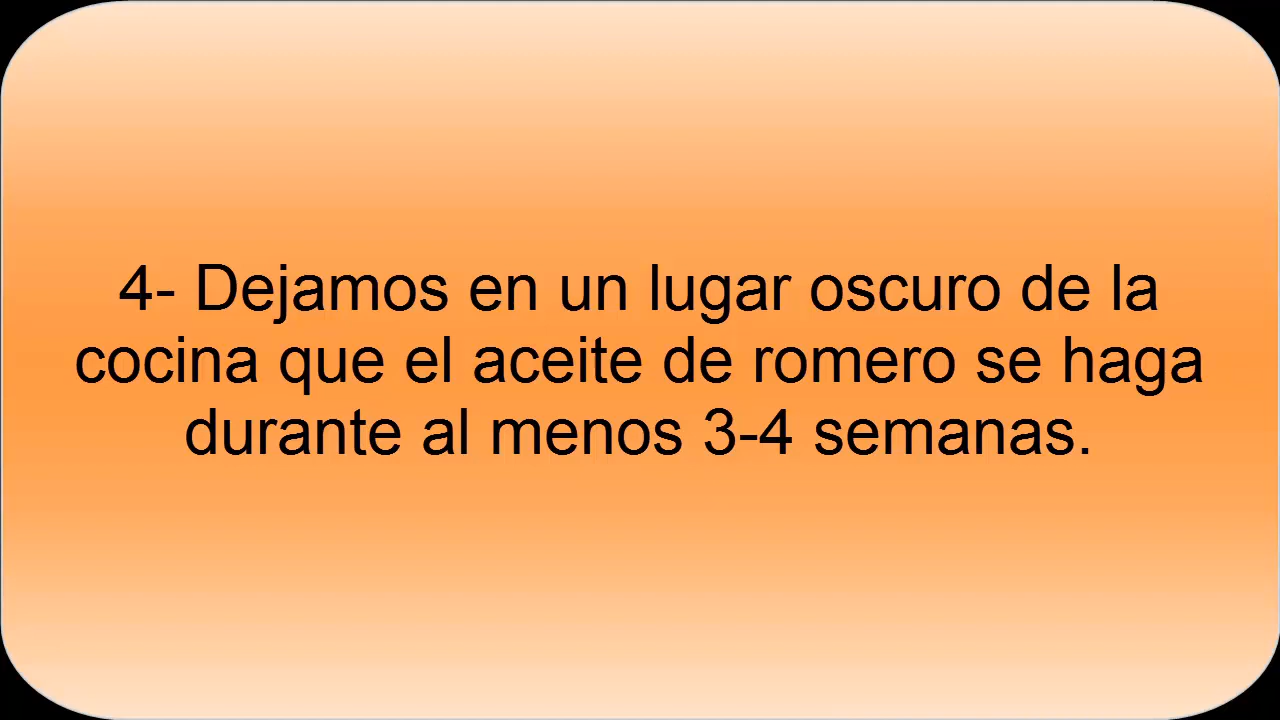 4- Dejamos en un lugar oscuro de la
cocina que el aceite de romero se haga
durante al menos 3-4 semanas.